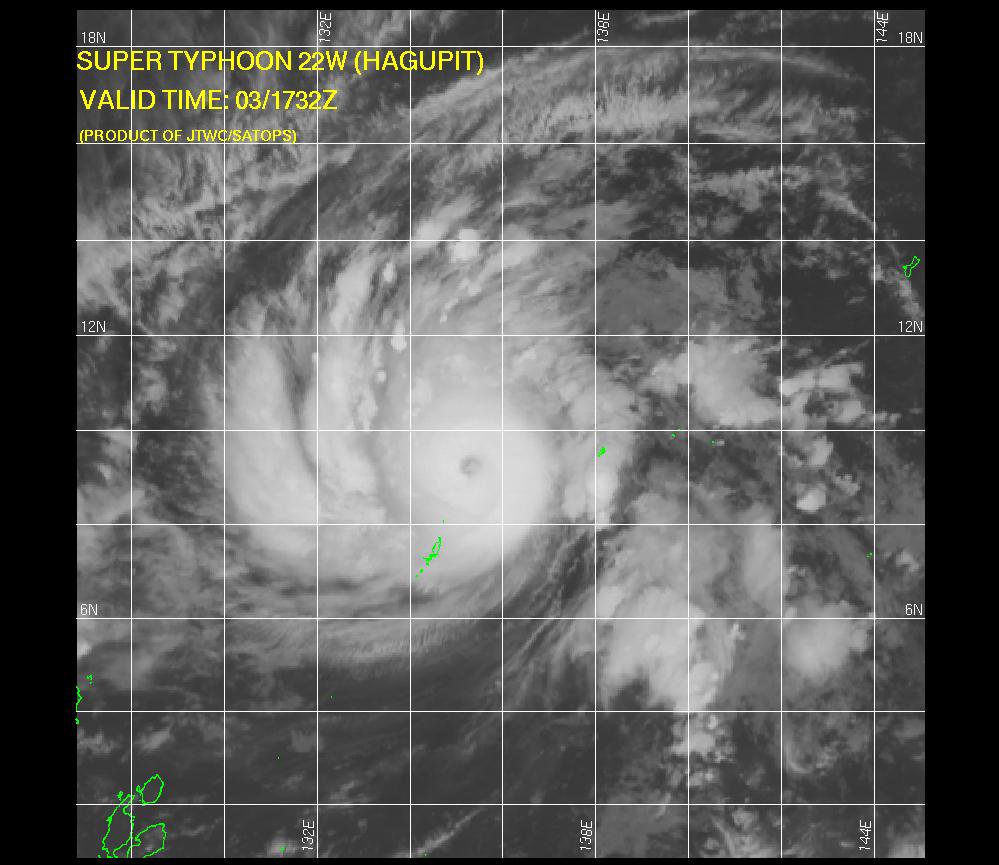 132E
138E
144E
18N
18N
SUPER TYPHOON 22W (HAGUPIT)
VALID TIME: 03/1732Z
(PRODUCT OF JTWC/SATOPS)
12N
12N
6N
6N
132E
138E
144E